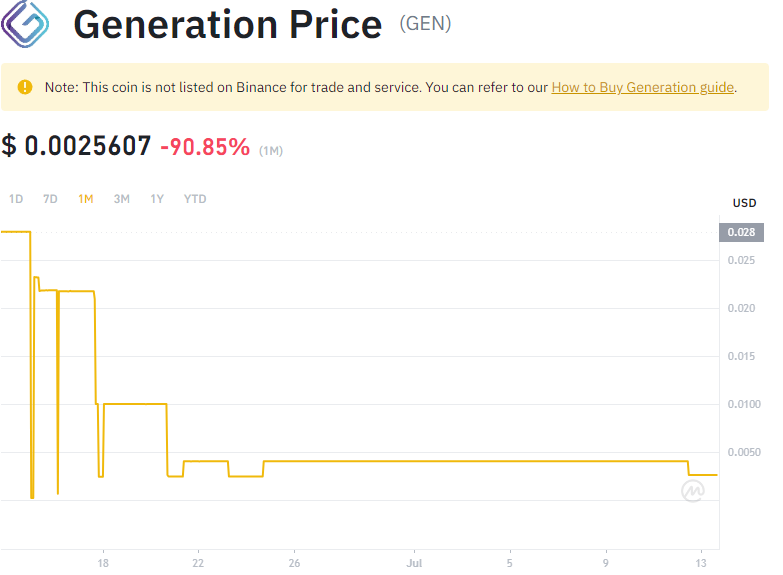 Generation Price (GEN)
Note: This coin is not listed on Binance for trade and service. You can refer to our How to Buy Generation guide.
$ 0.0025607 -90.85% (1M)
1D 7D 1M 3M 1Y YTD
USD
0.028
0.025
0.020
0.015
0.0100
0.0050
18 22 26 Jul 5 9 13